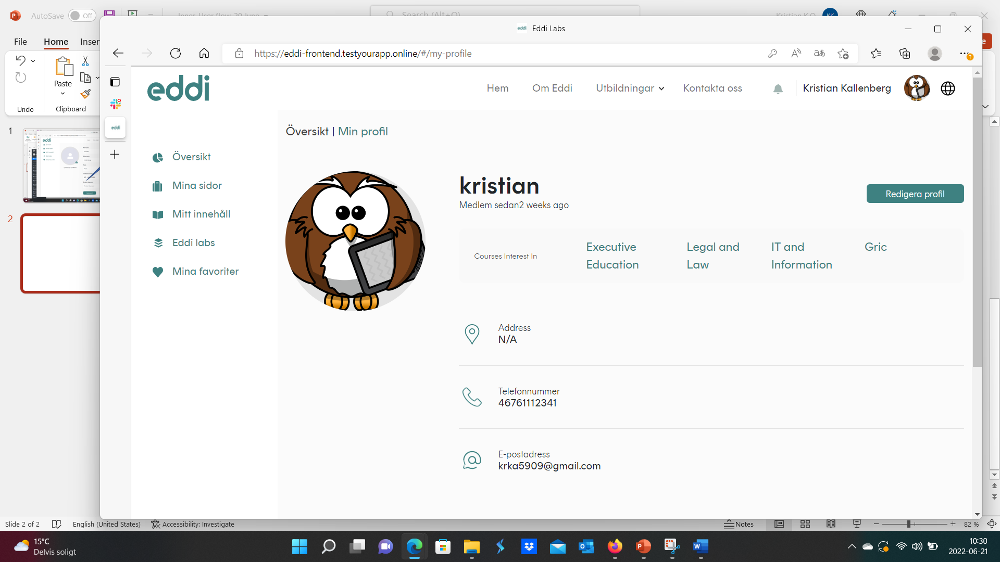 AutoSave
Off
Search (Alt+Q)
Kristian K.O
KK
Eddi Labs
File
Home
Inser
https://eddi-frontend.testyourapp.online/#/my-profile
Paste
Undo
Clipboard
eddi
Hem
Om Eddi
Utbildningar
Kontakta oss
Kristian Kallenberg
1
2
Översikt | Min profil
Översikt
Mina sidor
Mitt innehåll
Eddi labs
Mina favoriter
kristian
Medlem sedan2 weeks ago
Redigera profil
Courses Interest In
Executive
Education
Legal and
Law
IT and
Information
Gric
Address
N/A
Telefonnummer
46761112341
E-postadress
krka5909@gmail.com
Slide 2 of 2
English (United States)
Accessibility: Investigate
Notes
82 %
15°C
Delvis soligt
10:30
2022-06-21